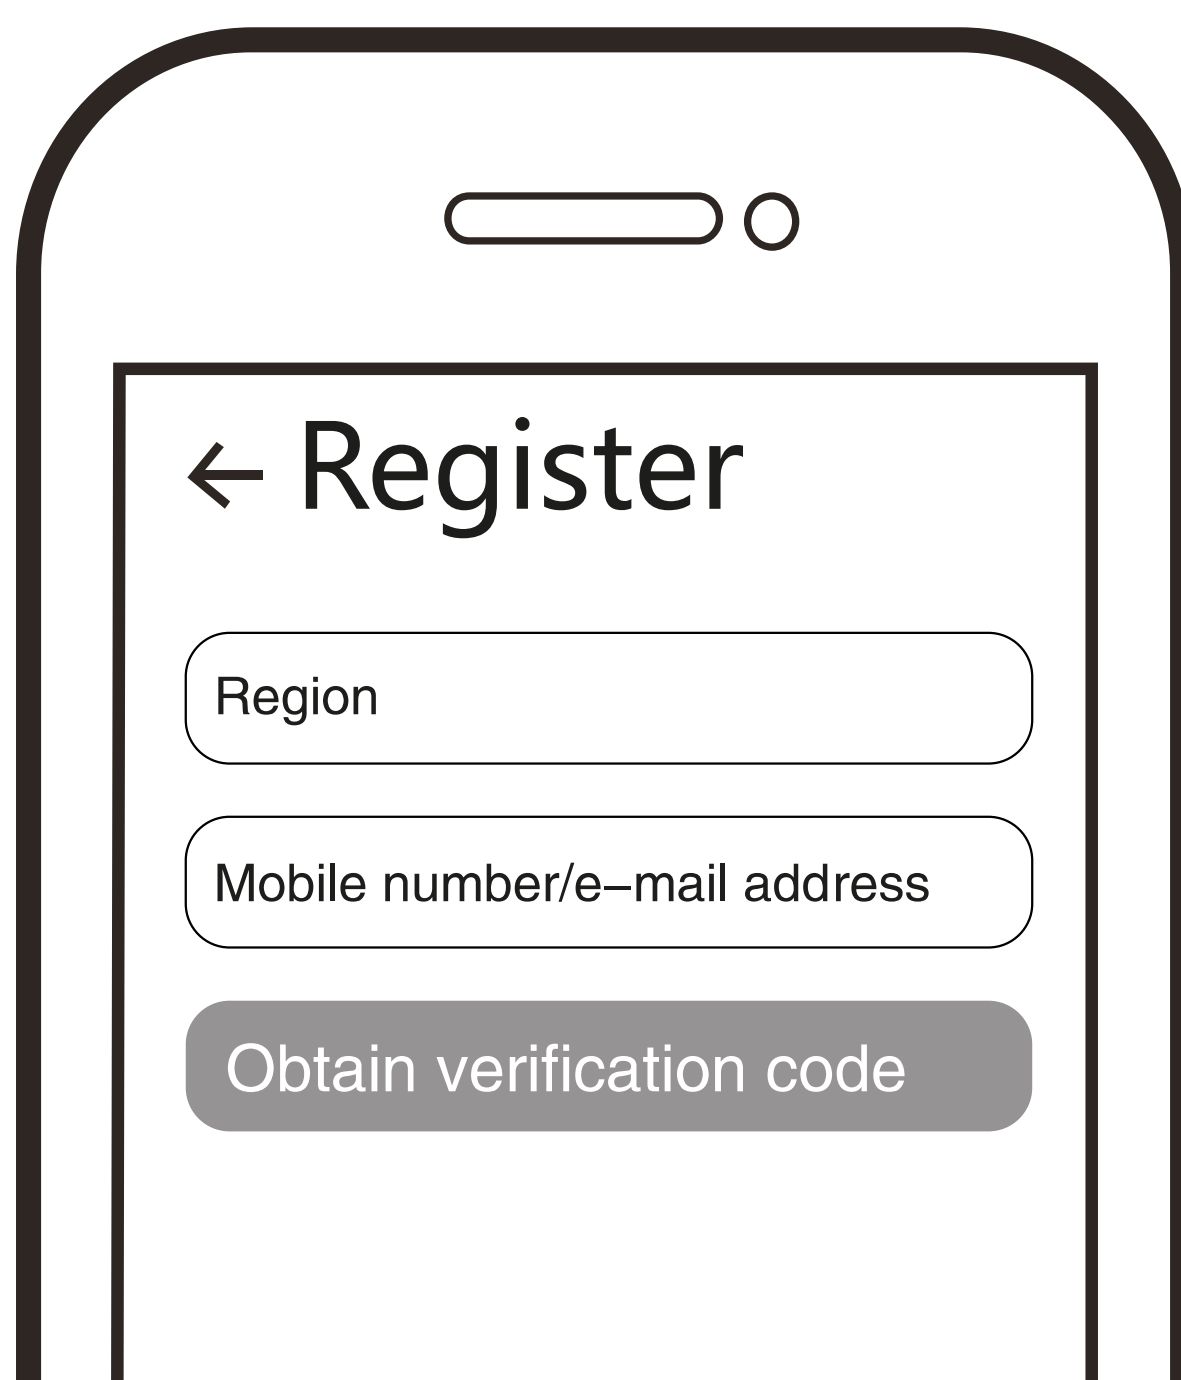 Register
Region
Mobile number/e–mail address
Obtain verification code